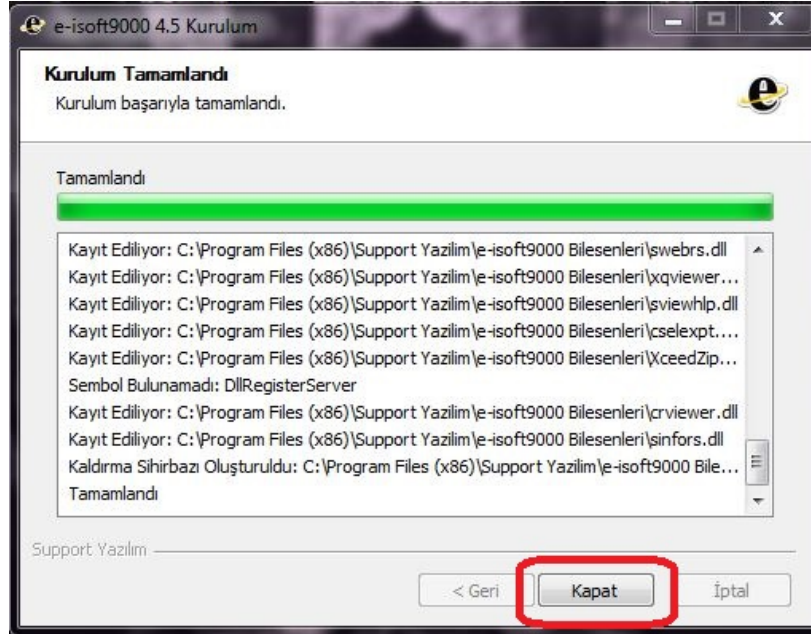 e-isoft9000 4.5 Kurulum
Kurulum Tamamlandı
Kurulum başarıyla tamamlandı.
Tamamlandı
Kayıt Ediliyor: C:\Program Files (x86)\Support Yazilim\e-isoft9000 Bilesenleri\swebrs.dll
Kayıt Ediliyor: C:\Program Files (x86)\Support Yazilim\e-isoft9000 Bilesenleri\xqviewer...
Kayıt Ediliyor: C:\Program Files (x86)\Support Yazilim\e-isoft9000 Bilesenleri\sviewhlp.dll
Kayıt Ediliyor: C:\Program Files (x86)\Support Yazilim\e-isoft9000 Bilesenleri\cselexpt....
Kayıt Ediliyor: C:\Program Files (x86)\Support Yazilim\e-isoft9000 Bilesenleri\XceedZip...
Sembol Bulunamadı: DllRegisterServer
Kayıt Ediliyor: C:\Program Files (x86)\Support Yazilim\e-isoft9000 Bilesenleri\crviewer.dll
Kayıt Ediliyor: C:\Program Files (x86)\Support Yazilim\e-isoft9000 Bilesenleri\sinfors.dll
Kaldırma Sihirbazı Oluşturuldu: C:\Program Files (x86)\Support Yazilim\e-isoft9000 Bile...
Tamamlandı
Support Yazılım
< Geri Kapat İptal